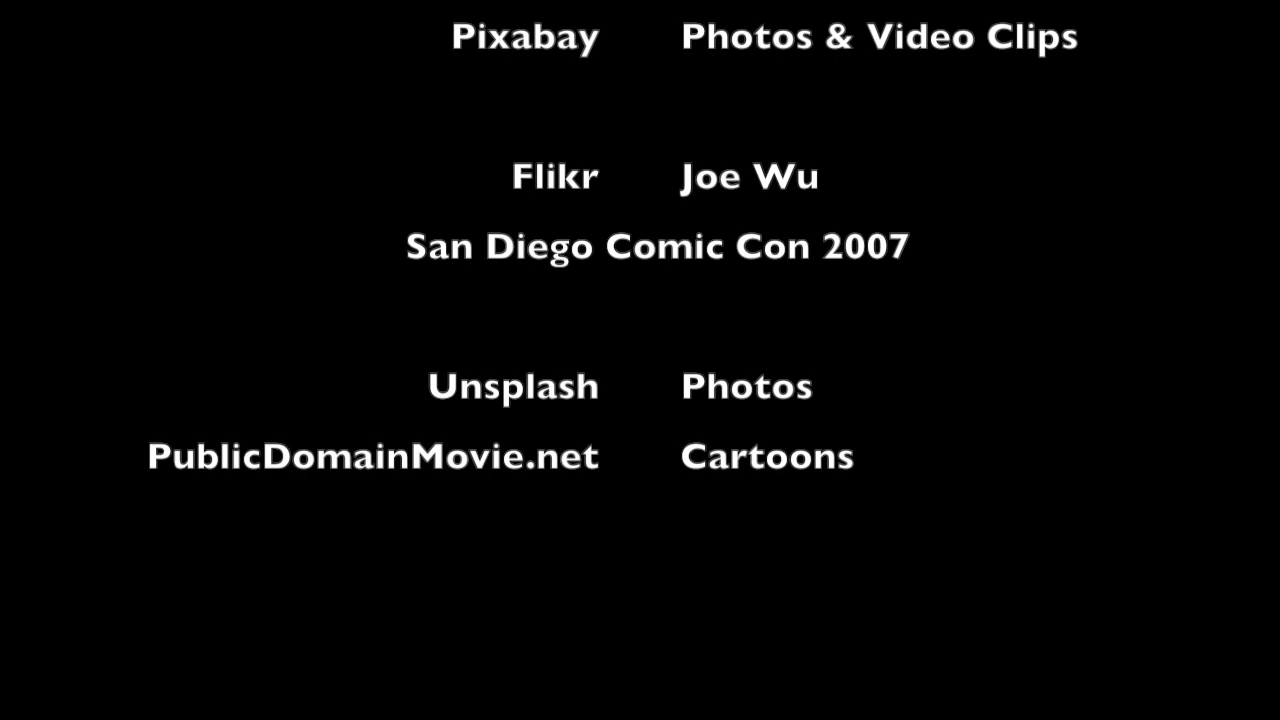 Pixabay Photos & Video Clips
Flikr Joe Wu
San Diego Comic Con 2007
Unsplash Photos
PublicDomainMovie.net Cartoons